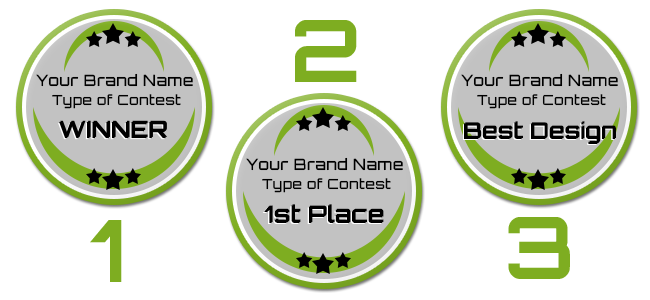 Your Brand Name
Type of Contest
WINNER
1
2
Your Brand Name
Type of Contest
1st Place
Your Brand Name
Type of Contest
Best Design
3